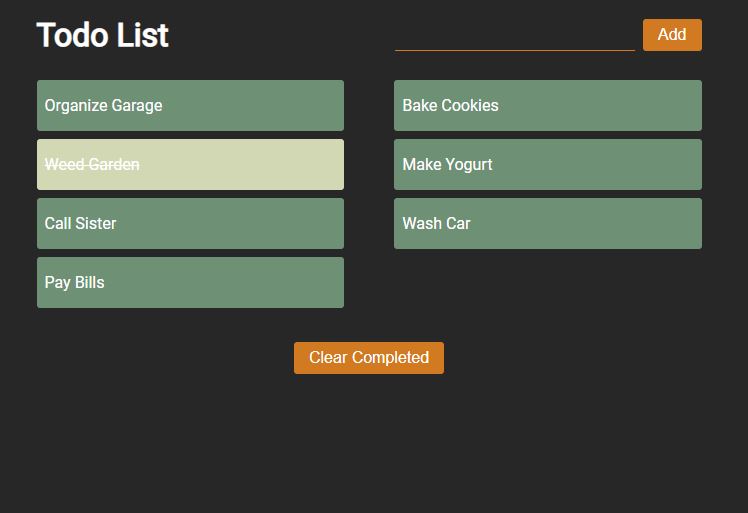 Todo List
Add
Organize Garage
Weed Garden
Call Sister
Pay Bills
Bake Cookies
Make Yogurt
Wash Car
Clear Completed